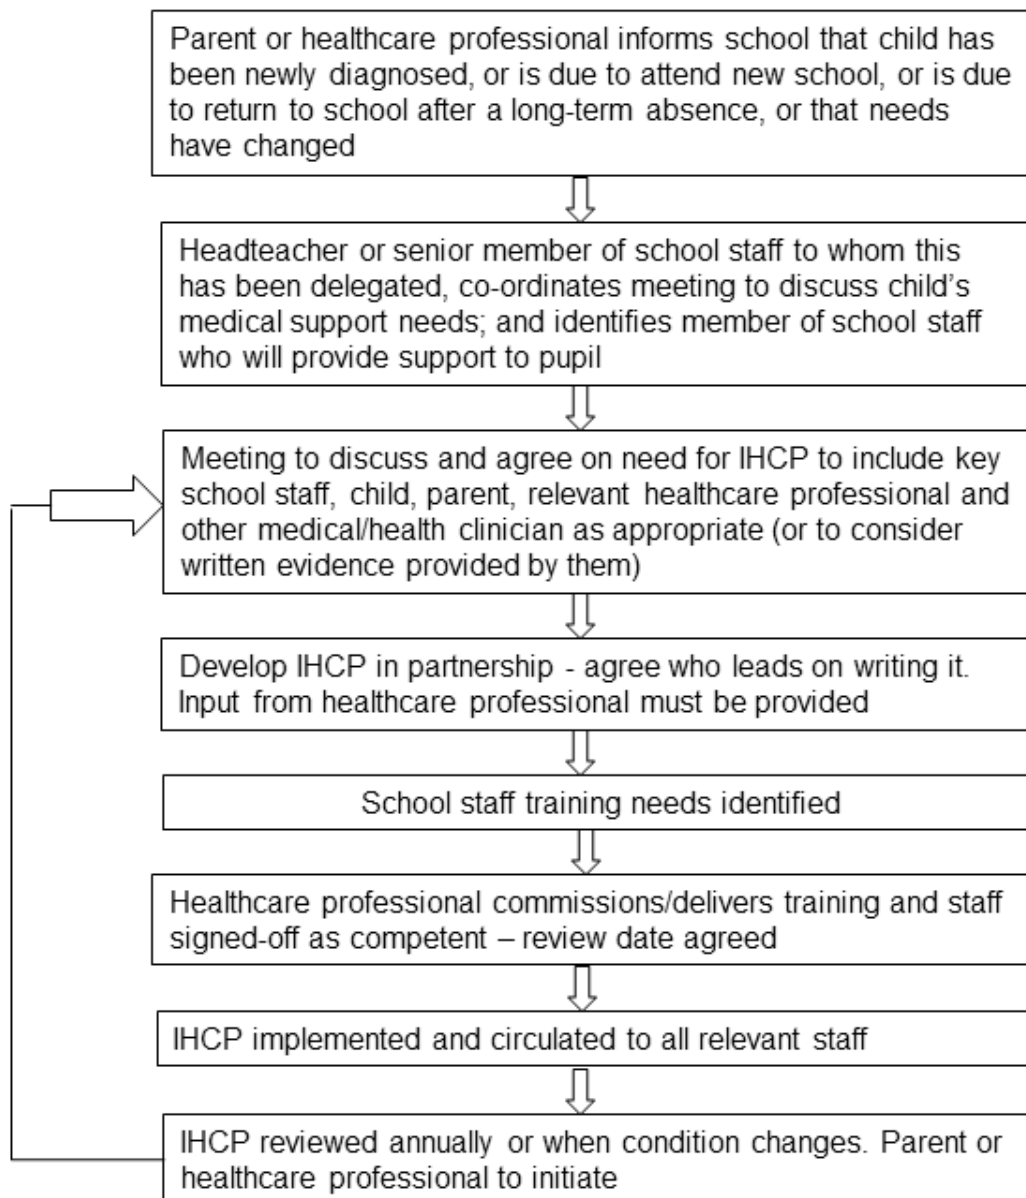 Parent or healthcare professional informs school that child has
been newly diagnosed, or is due to attend new school, or is due
to return to school after a long-term absence, or that needs
have changed
Headteacher or senior member of school staff to whom this
has been delegated, co-ordinates meeting to discuss child's
medical support needs; and identifies member of school staff
who will provide support to pupil
Meeting to discuss and agree on need for IHCP to include key
school staff, child, parent, relevant healthcare professional and
other medical/health clinician as appropriate (or to consider
written evidence provided by them)
Develop IHCP in partnership - agree who leads on writing it.
Input from healthcare professional must be provided
School staff training needs identified
Healthcare professional commissions/delivers training and staff
signed-off as competent – review date agreed
IHCP implemented and circulated to all relevant staff
IHCP reviewed annually or when condition changes. Parent or
healthcare professional to initiate